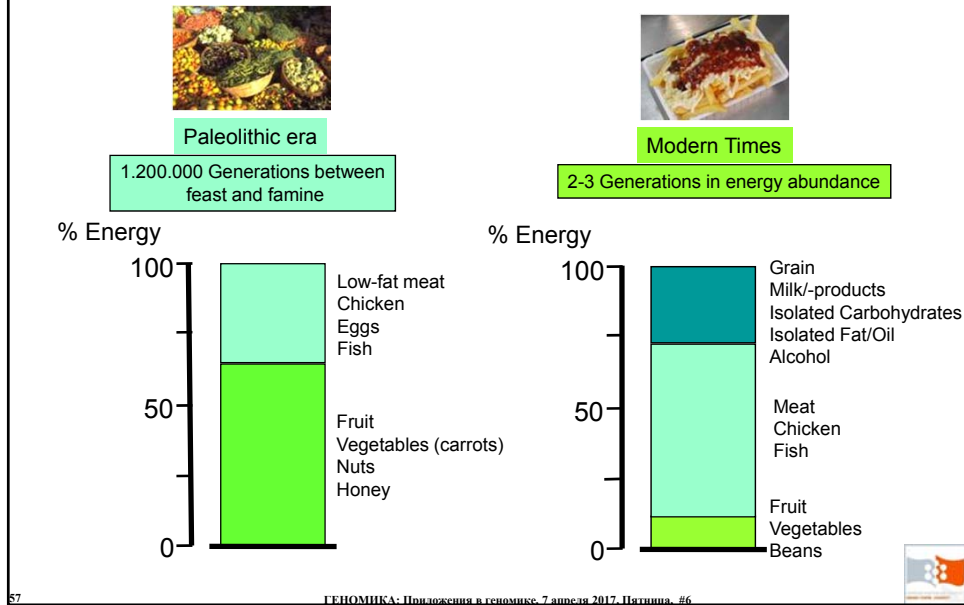 Paleolithic era
1.200.000 Generations between
feast and famine
% Energy
100
50
0
Low-fat meat
Chicken
Eggs
Fish
Fruit
Vegetables (carrots)
Nuts
Honey
Modern Times
2-3 Generations in energy abundance
% Energy
100
50
0
Grain
Milk/-products
Isolated Carbohydrates
Isolated Fat/Oil
Alcohol
Meat
Chicken
Fish
Fruit
Vegetables
Beans
57
ГЕНОМИКА: Приложения в геномике, 7 апреля 2017, Пятница, #6